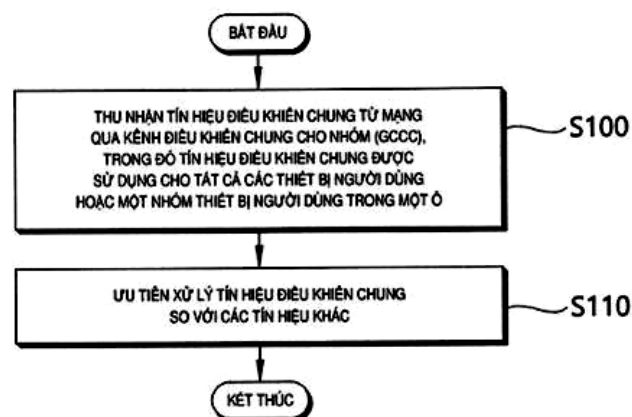 BẮT ĐẦU
THU NHẬN TÍN HIỆU ĐIỀU KHIỂN CHUNG TỪ MẠNG
QUA KÊNH ĐIỀU KHIỂN CHUNG CHO NHÓM (GCCC),
TRONG ĐÓ TÍN HIỆU ĐIỀU KHIỂN CHUNG ĐƯỢC
SỬ DỤNG CHO TẤT CẢ CÁC THIẾT BỊ NGƯỜI DÙNG
HOẶC MỘT NHÓM THIẾT BỊ NGƯỜI DÙNG TRONG MỘT Ô
S100
ƯU TIÊN XỬ LÝ TÍN HIỆU ĐIỀU KHIỂN CHUNG
SO VỚI CÁC TÍN HIỆU KHÁC
S110
KẾT THÚC